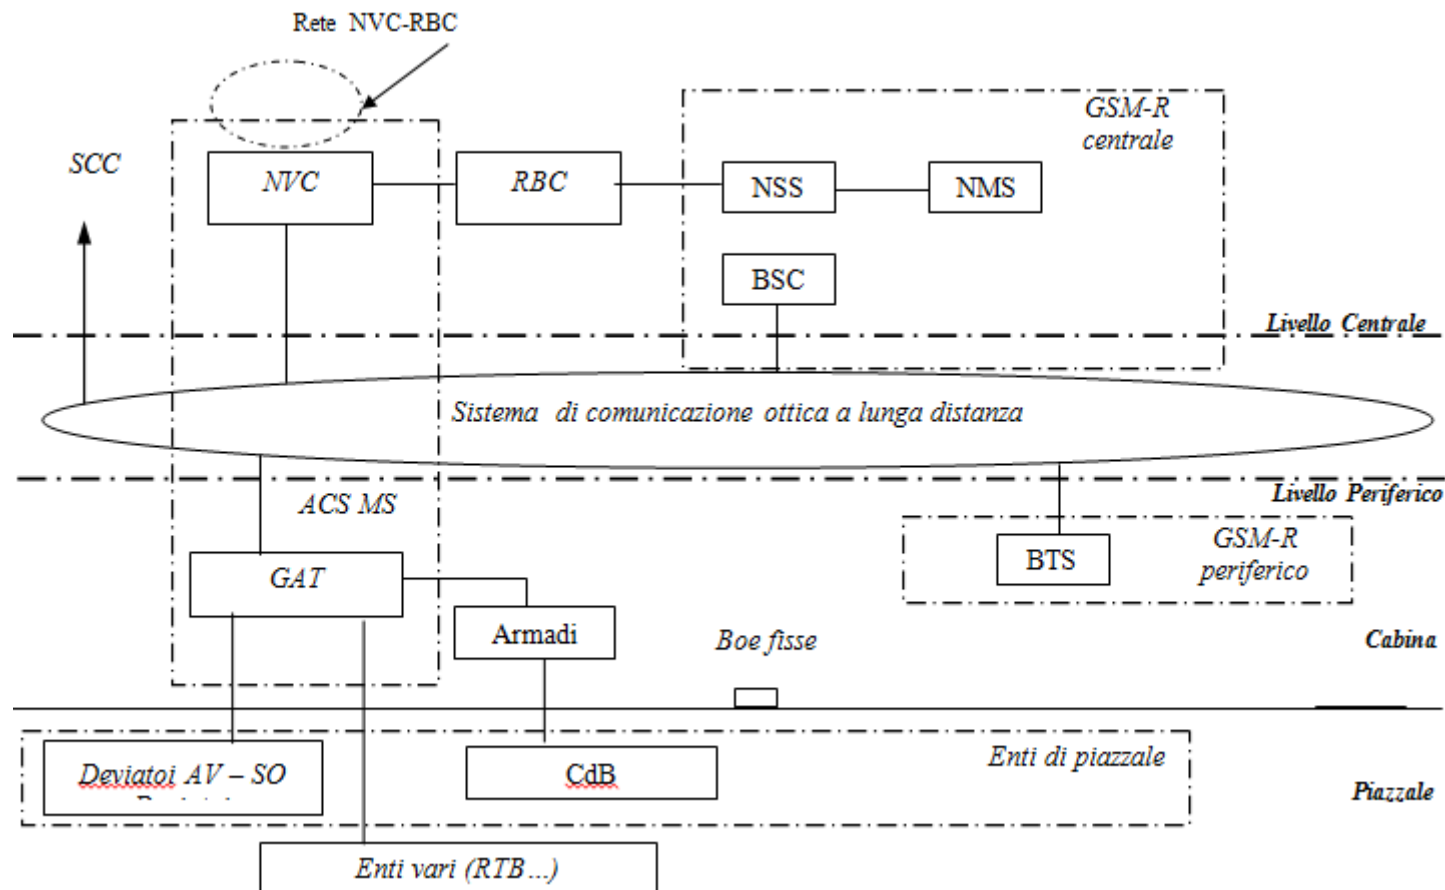 Rete NVC-RBC
GSM-R
centrale
SCC
NVC
RBC
NSS
NMS
BSC
Livello Centrale
Sistema di comunicazione ottica a lunga distanza
Livello Periferico
ACS MS
GSM-R
periferico
BTS
GAT
Armadi
Boe fisse
Cabina
Enti di piazzale
Deviatoi AV – SO
CdB
Piazzale
Enti vari (RTB...)